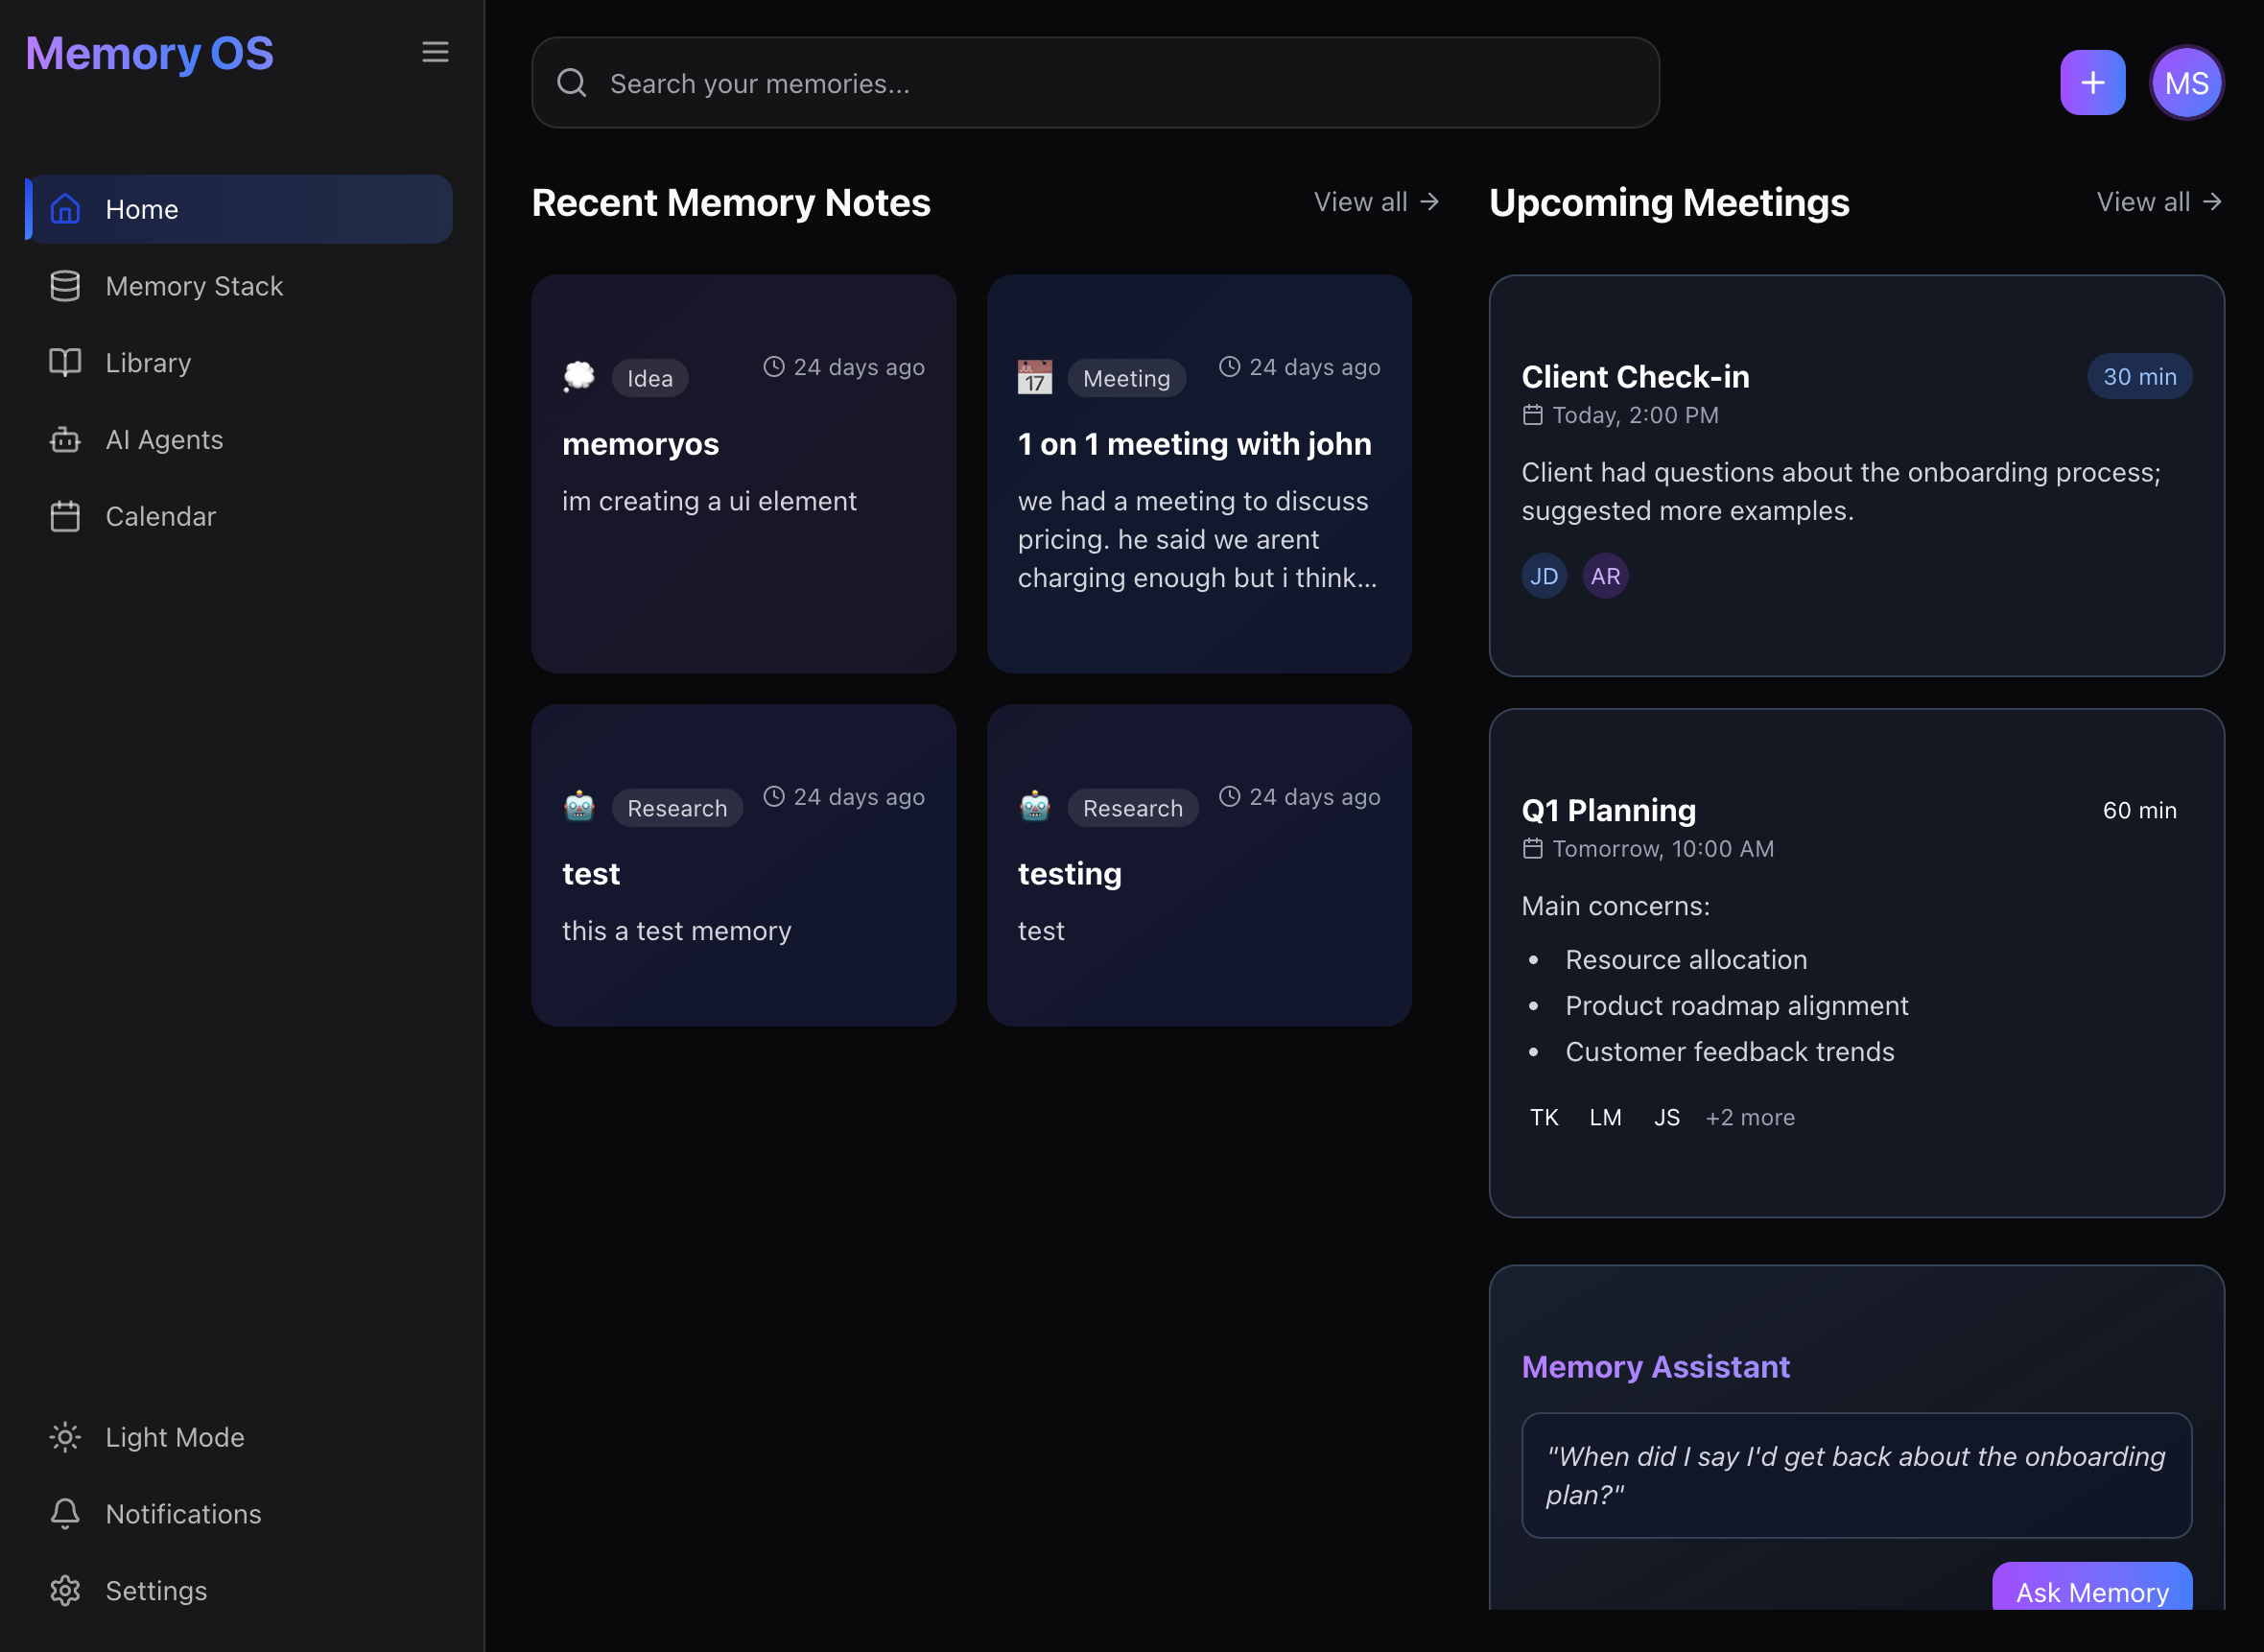 Memory OS
Home
Memory Stack
Library
AI Agents
Calendar
Light Mode
Notifications
Settings
Search your memories...
+
MS
Recent Memory Notes
View all →
💭 Idea
24 days ago
memoryos
im creating a ui element
📅 Meeting
JUL
17
24 days ago
1 on 1 meeting with john
we had a meeting to discuss
pricing. he said we arent
charging enough but i think...
🤖 Research
24 days ago
test
this a test memory
🤖 Research
24 days ago
testing
test
Upcoming Meetings
View all →
Client Check-in
30 min
Today, 2:00 PM
Client had questions about the onboarding process;
suggested more examples.
JD AR
Q1 Planning
60 min
Tomorrow, 10:00 AM
Main concerns:
• Resource allocation
• Product roadmap alignment
• Customer feedback trends
TK LM JS +2 more
Memory Assistant
"When did I say I'd get back about the onboarding
plan?"
Ask Memory